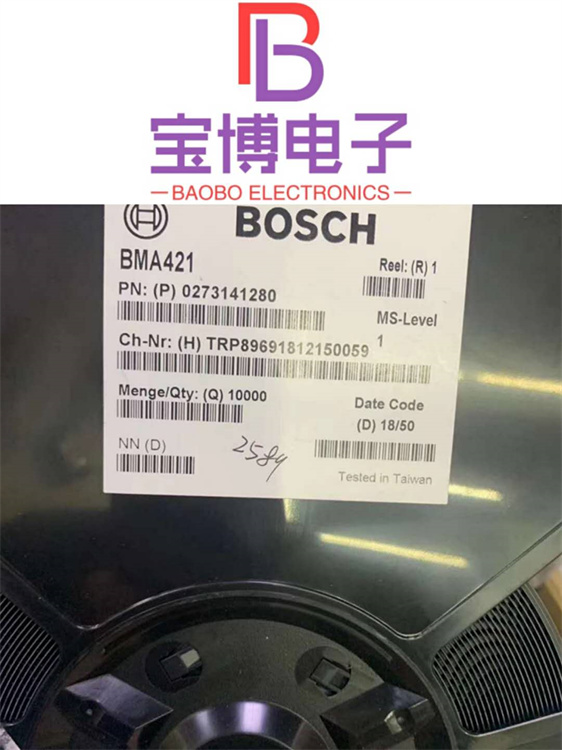 B
宝博电子
BAOBO ELECTRONICS
BOSCH
BMA421
Reel: (R) 1
PN: (P) 0273141280
MS-Level
1
Ch-Nr: (H) TRP89691812150059
Menge/Qty: (Q) 10000
Date Code
(D) 18/50
NN (D)
2584
Tested in Taiwan